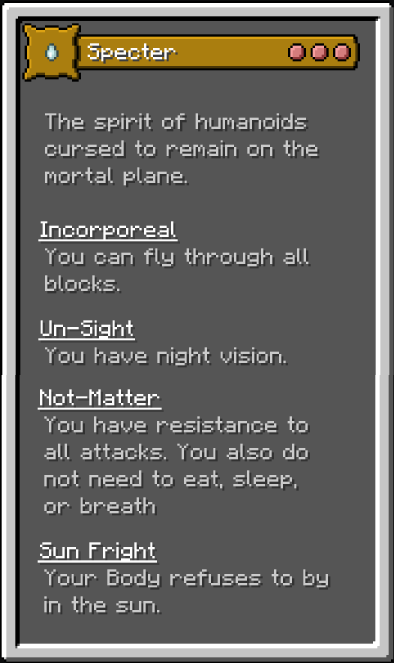 Specter
The spirit of humanoids
cursed to remain on the
mortal plane.
Incorporeal
You can fly through all
blocks.
Un-Sight
You have night vision.
Not-Matter
You have resistance to
all attacks. You also do
not need to eat, sleep,
or breath
Sun Fright
Your Body refuses to by
in the sun.